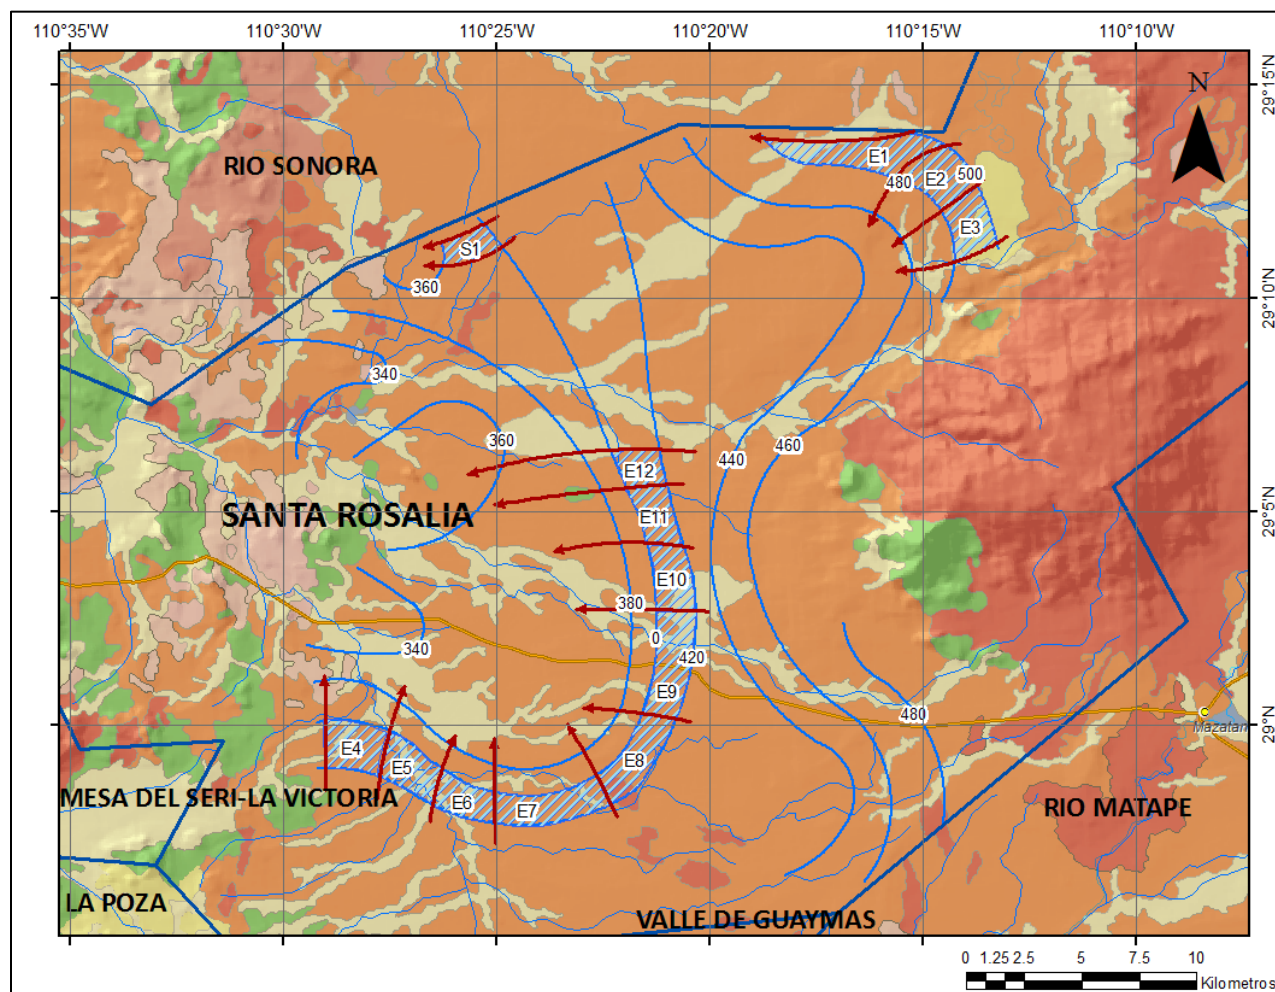 110°35'W 110°30'W 110°25'W 110°20'W 110°15'W 110°10'W
29°15'N
N
RIO SONORA
E1
480 E2 500
E3
S1
360
29°10'N
340
360
440 460
E12
SANTA ROSALIA
E11
29°5'N
E10
380
0
420
340
E9
480
C
Mazatan
29°N
E4
E5
E8
E6
E7
MESA DEL SERI-LA VICTORIA
RIO MATAPE
LA POZA
VALLE DE GUAYMAS
0 1.25 2.5 5 7.5 10
Kilometros